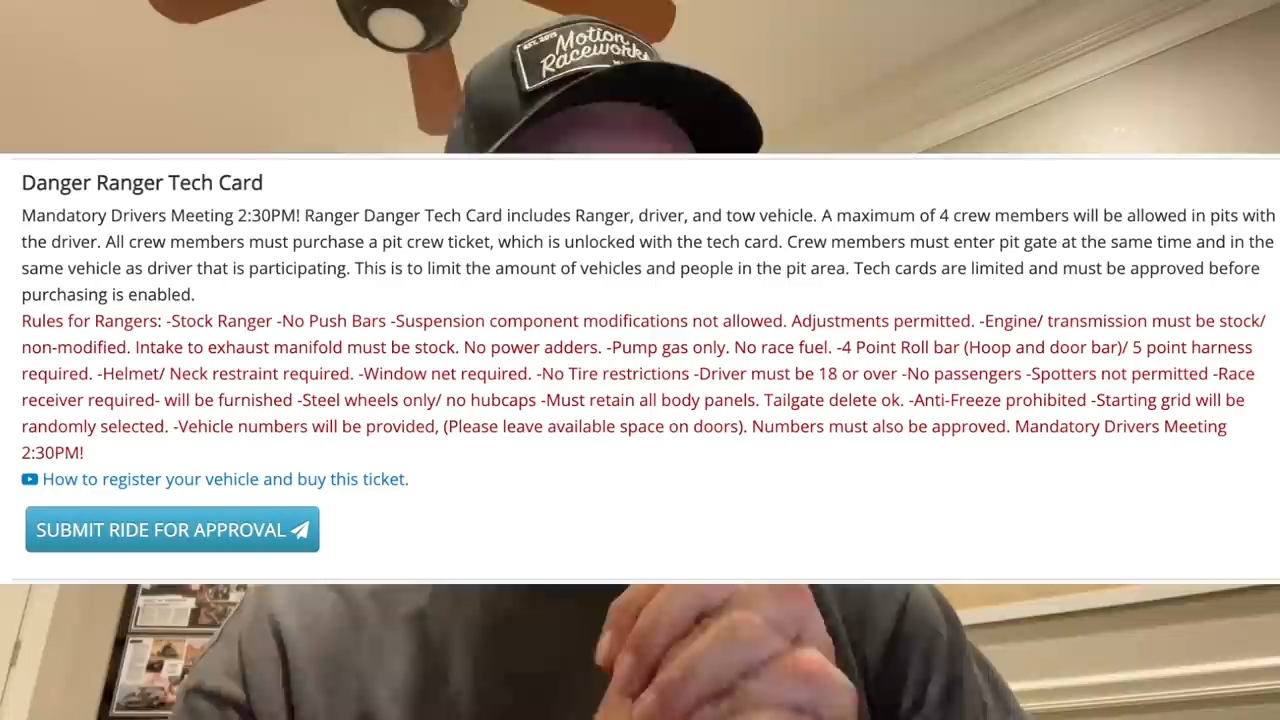 EST. 2015
Motion
Raceworks
Danger Ranger Tech Card
Mandatory Drivers Meeting 2:30PM! Ranger Danger Tech Card includes Ranger, driver, and tow vehicle. A maximum of 4 crew members will be allowed in pits with
the driver. All crew members must purchase a pit crew ticket, which is unlocked with the tech card. Crew members must enter pit gate at the same time and in the
same vehicle as driver that is participating. This is to limit the amount of vehicles and people in the pit area. Tech cards are limited and must be approved before
purchasing is enabled.
Rules for Rangers: -Stock Ranger -No Push Bars -Suspension component modifications not allowed. Adjustments permitted. -Engine/ transmission must be stock/
non-modified. Intake to exhaust manifold must be stock. No power adders. -Pump gas only. No race fuel. -4 Point Roll bar (Hoop and door bar)/ 5 point harness
required. -Helmet/ Neck restraint required. -Window net required. -No Tire restrictions -Driver must be 18 or over -No passengers -Spotters not permitted -Race
receiver required- will be furnished -Steel wheels only/ no hubcaps -Must retain all body panels. Tailgate delete ok. -Anti-Freeze prohibited -Starting grid will be
randomly selected. -Vehicle numbers will be provided, (Please leave available space on doors). Numbers must also be approved. Mandatory Drivers Meeting
2:30PM!
How to register your vehicle and buy this ticket.
SUBMIT RIDE FOR APPROVAL